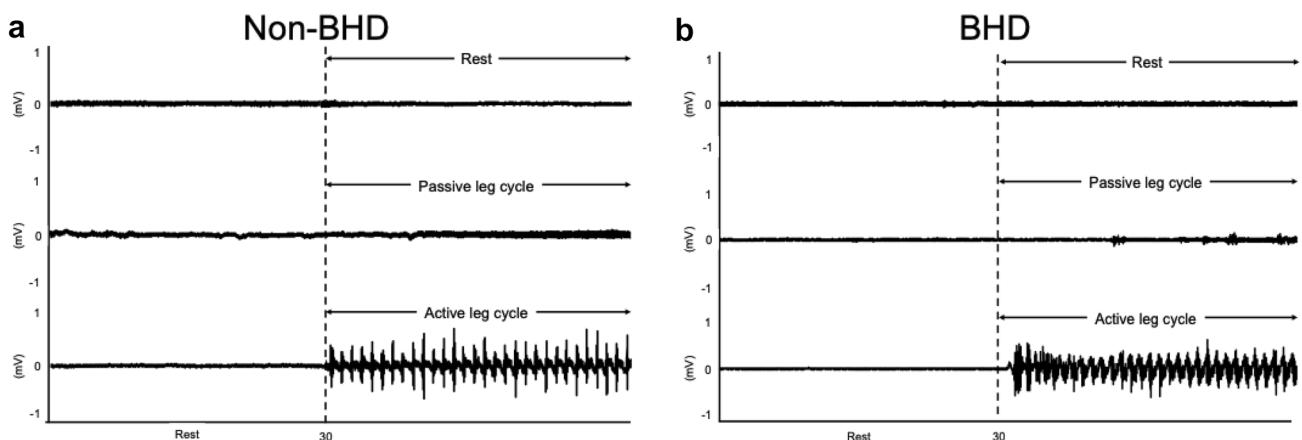 a
Non-BHD
1
Rest
(mV)
0
-1
1
Passive leg cycle
(mV)
0
-1
1
Active leg cycle
(mV)
0
-1
Rest
30
b
BHD
1
Rest
(mV)
0
-1
1
Passive leg cycle
(mV)
0
-1
1
Active leg cycle
(mV)
0
-1
Rest
30